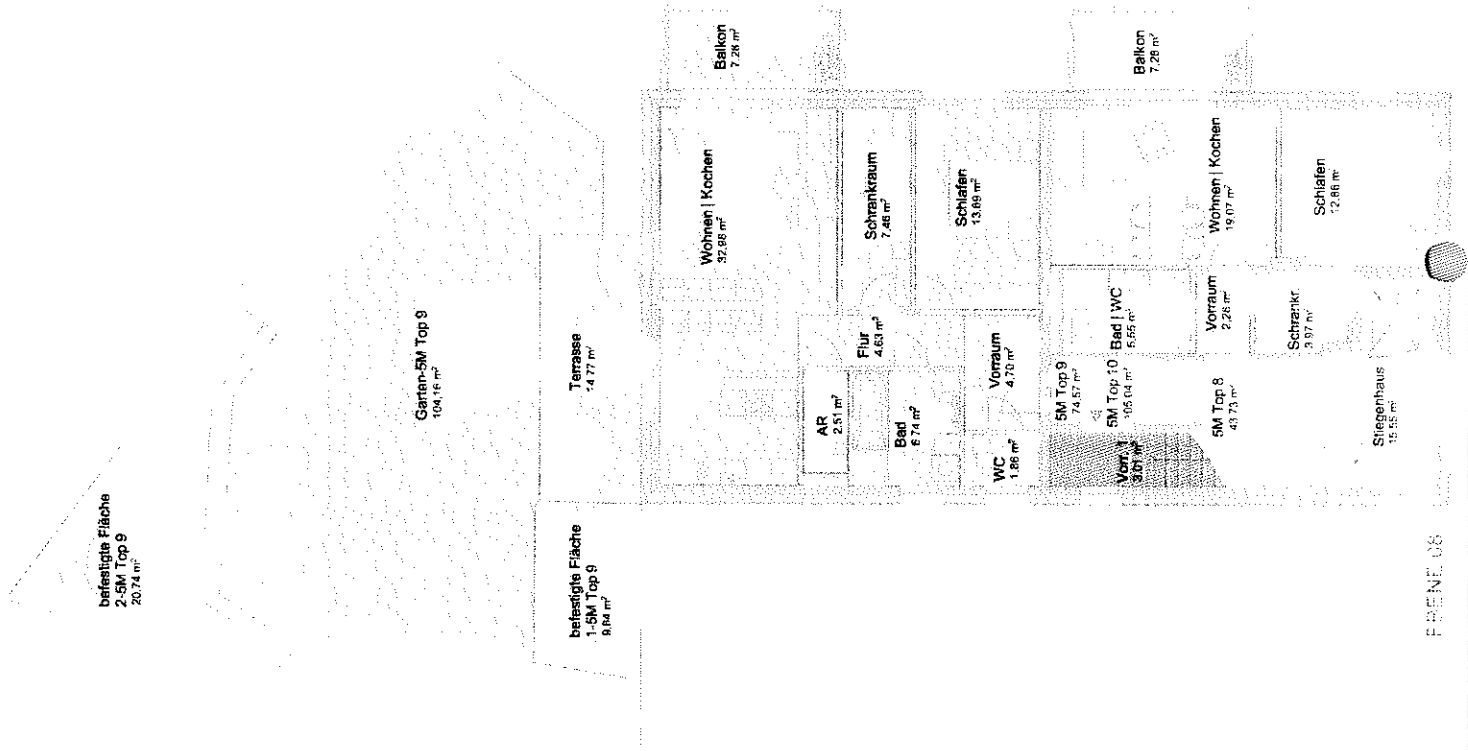 befestigte Fläche
2-5M Top 9
20.74 m²
Garten-5M Top 9
104,16 m²
befestigte Fläche
1-5M Top 9
9.84 m²
Terrasse
14.77 m²
Balkon
7.28 m²
Wohnen | Kochen
32,98 m²
AR
2.51 m²
Flur
4.63 m²
Schrankraum
7.46 m²
Bad
6.74 m²
Schlafen
13.89 m²
WC
1.86 m²
Vorraum
4,70 m²
5M Top 9
74.57 m²
5M Top 10
105.04 m²
Bad | WC
5,55 m²
Balkon
7.28 m²
Vorr. 1
3.01 m²
5M Top 8
43.73 m²
Vorraum
2,28 m²
Wohnen | Kochen
19,07 m²
Schrankr.
3.97 m²
Schlafen
12.88 m²
Stiegenhaus
15.55 m²